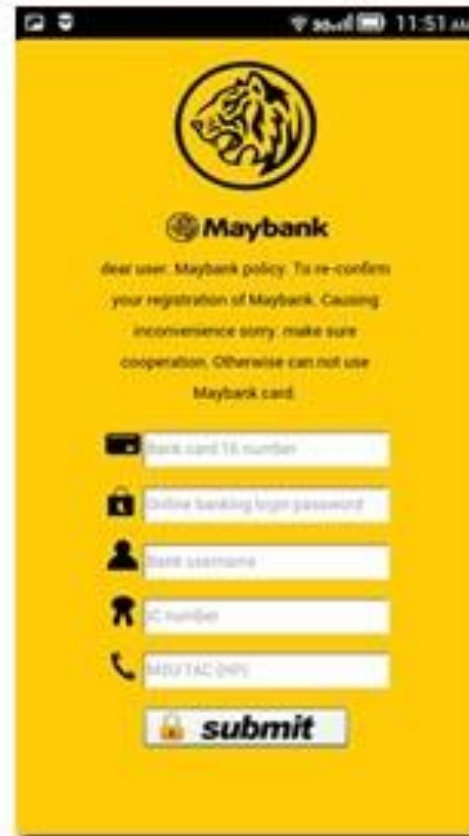 11:51 AM
Maybank
dear user. Maybank policy. To re-confirm
your registration of Maybank. Causing
inconvenience sorry. make sure
cooperation. Otherwise can not use
Maybank card.
Bank card 16 number
Online banking login password
Bank username
IC number
M2U TAC (HP)
submit